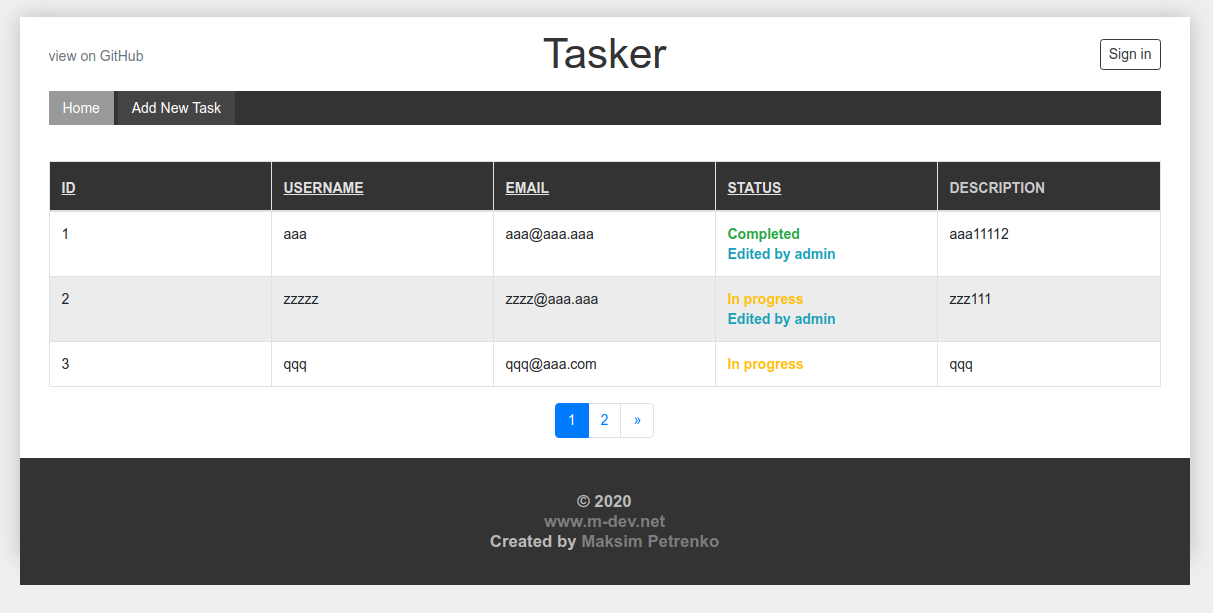 view on GitHub
Tasker
Sign in
Home
Add New Task
ID USERNAME EMAIL STATUS DESCRIPTION
1 aaa aaa@aaa.aaa Completed aaa11112
Edited by admin
2 zzzzz zzzz@aaa.aaa In progress zzz111
Edited by admin
3 qqq qqq@aaa.com In progress qqq
1 2 »
© 2020
www.m-dev.net
Created by Maksim Petrenko